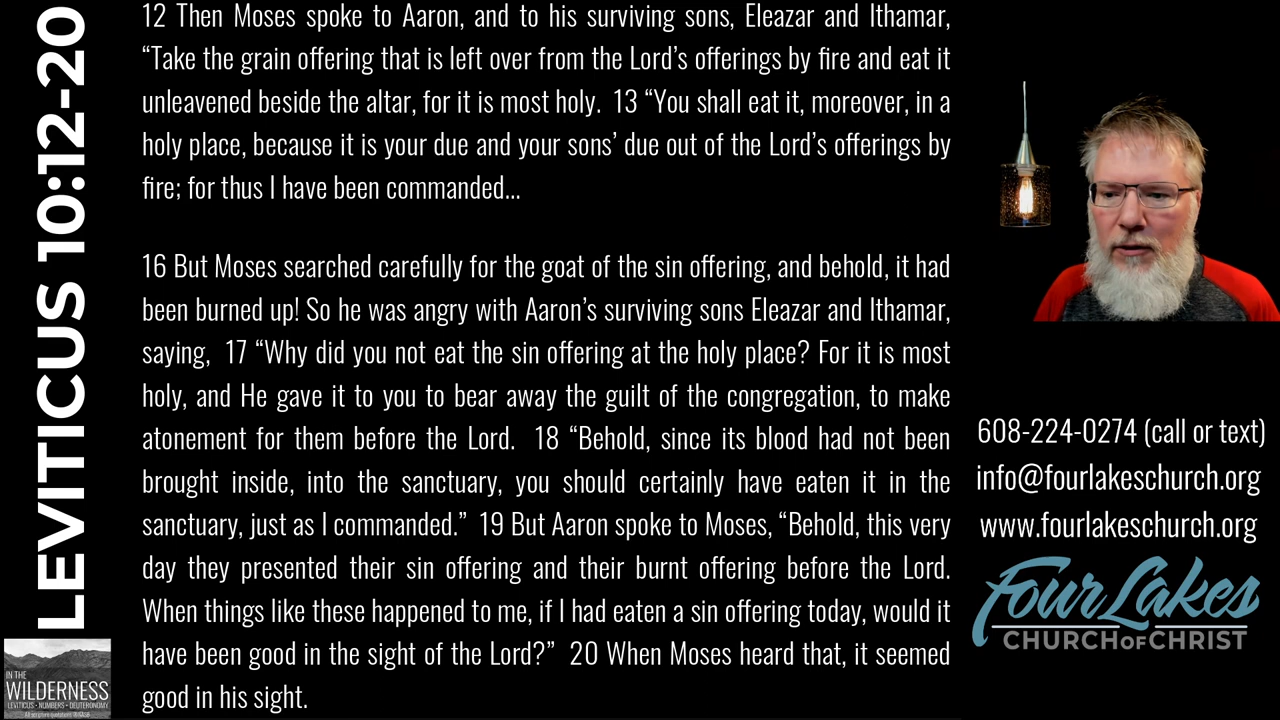 LEVITICUS 10:12-20
12 Then Moses spoke to Aaron, and to his surviving sons, Eleazar and Ithamar,
“Take the grain offering that is left over from the Lord’s offerings by fire and eat it
unleavened beside the altar, for it is most holy. 13 “You shall eat it, moreover, in a
holy place, because it is your due and your sons’ due out of the Lord’s offerings by
fire; for thus I have been commanded...
16 But Moses searched carefully for the goat of the sin offering, and behold, it had
been burned up! So he was angry with Aaron’s surviving sons Eleazar and Ithamar,
saying, 17 “Why did you not eat the sin offering at the holy place? For it is most
holy, and He gave it to you to bear away the guilt of the congregation, to make
atonement for them before the Lord. 18 “Behold, since its blood had not been
brought inside, into the sanctuary, you should certainly have eaten it in the
sanctuary, just as I commanded.” 19 But Aaron spoke to Moses, “Behold, this very
day they presented their sin offering and their burnt offering before the Lord.
When things like these happened to me, if I had eaten a sin offering today, would it
have been good in the sight of the Lord?” 20 When Moses heard that, it seemed
good in his sight.
608-224-0274 (call or text)
info@fourlakeschurch.org
www.fourlakeschurch.org
Four Lakes
CHURCH OF CHRIST
IN THE
WILDERNESS
LEVITICUS • NUMBERS • DEUTERONOMY